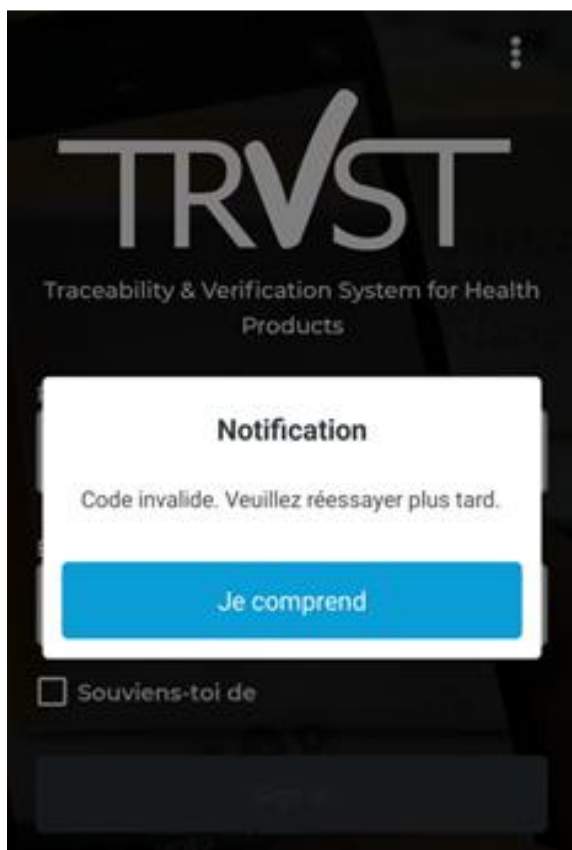 TRVST
Traceability & Verification System for Health
Products
Notification
Code invalide. Veuillez réessayer plus tard.
Je comprend
Souviens-toi de